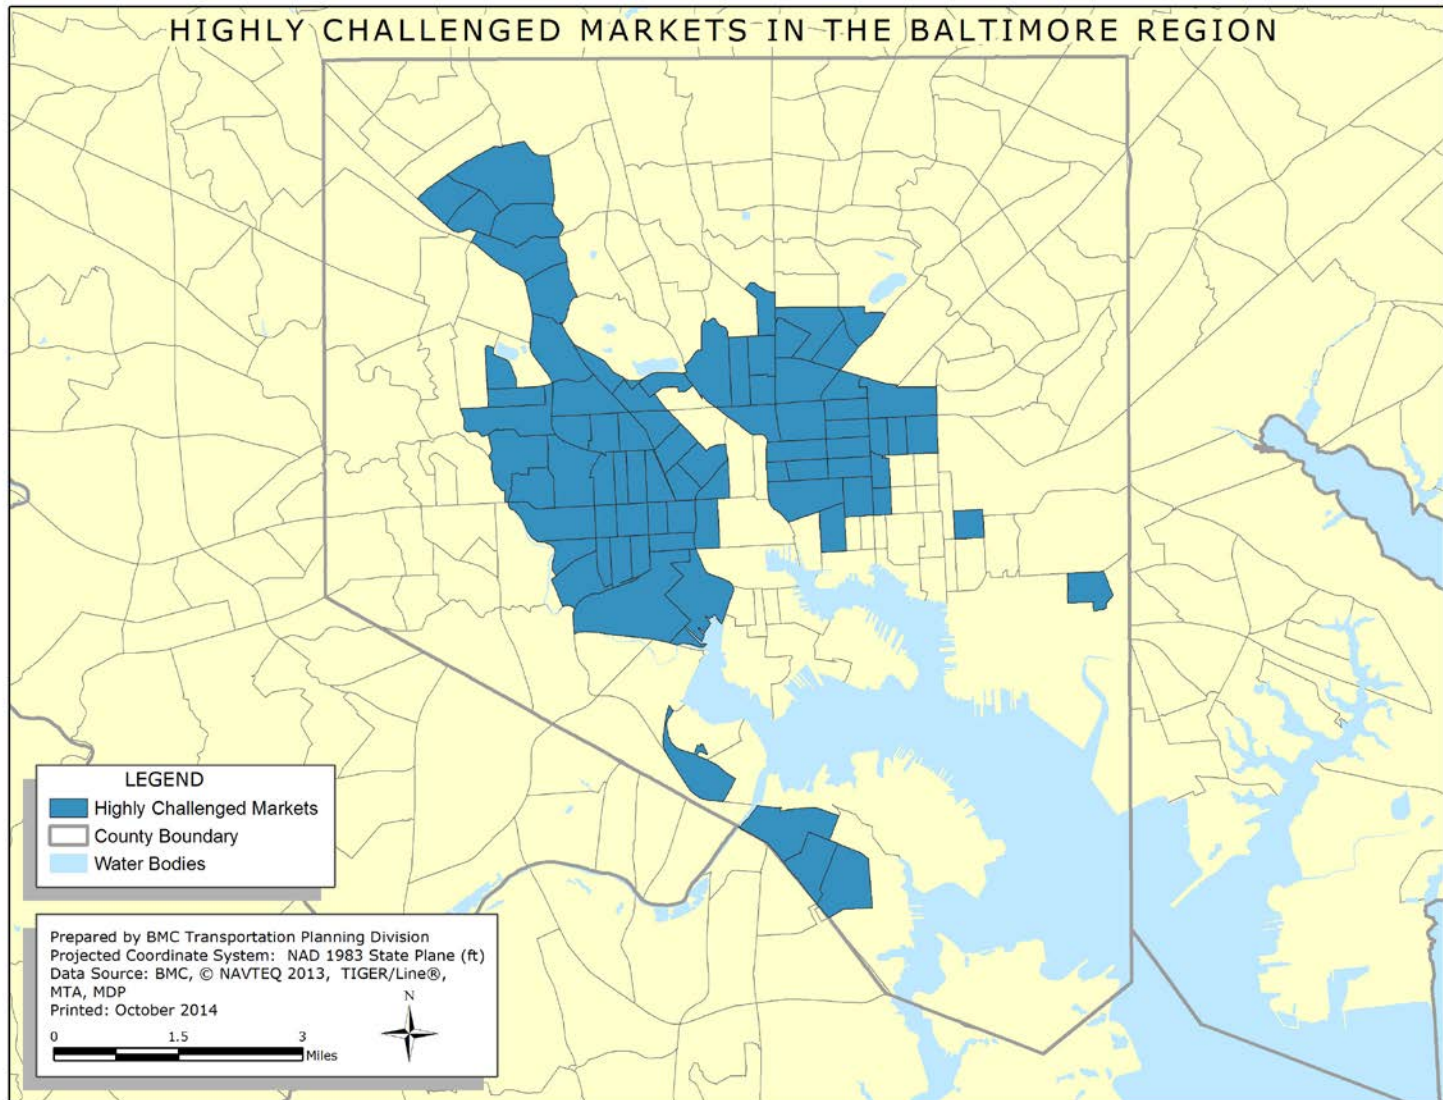 HIGHLY CHALLENGED MARKETS IN THE BALTIMORE REGION
LEGEND
Highly Challenged Markets
County Boundary
Water Bodies
Prepared by BMC Transportation Planning Division
Projected Coordinate System: NAD 1983 State Plane (ft)
Data Source: BMC, © NAVTEQ 2013, TIGER/Line®,
MTA, MDP
Printed: October 2014
N
0 1.5 3
Miles